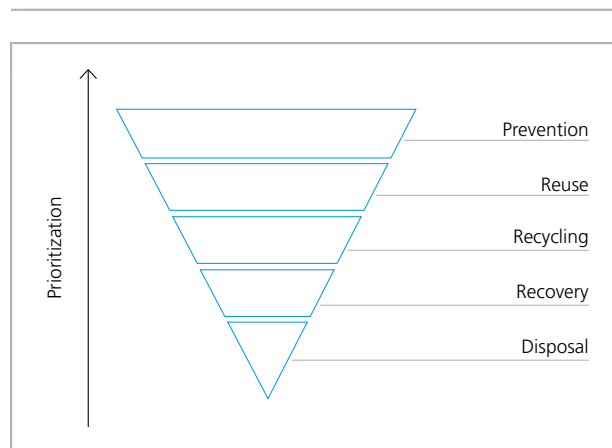 Prioritization
Prevention
Reuse
Recycling
Recovery
Disposal